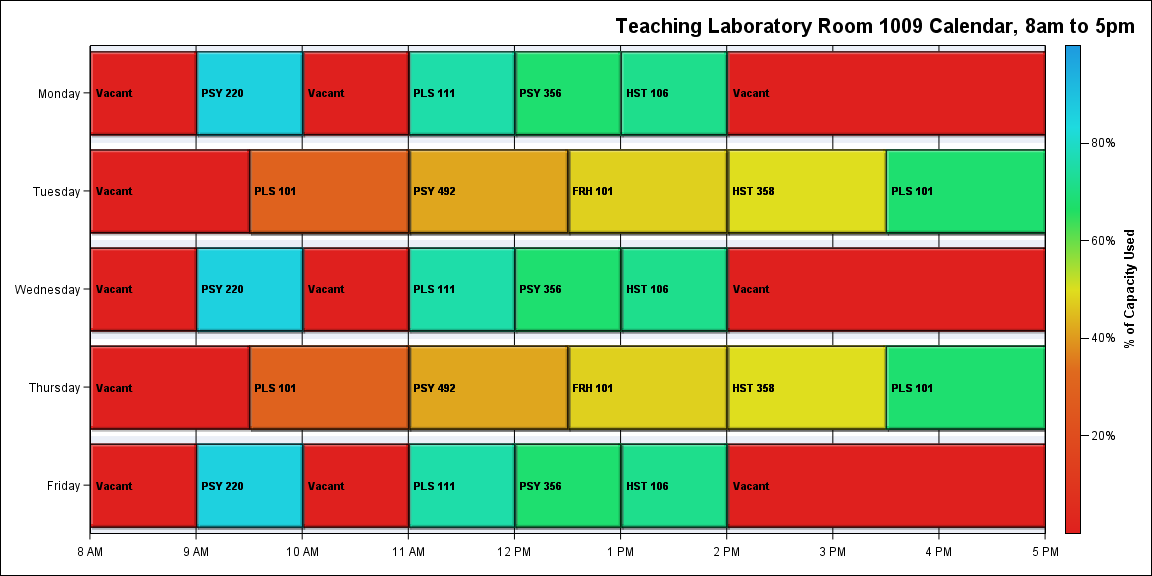 Teaching Laboratory Room 1009 Calendar, 8am to 5pm
Monday Vacant PSY 220 Vacant PLS 111 PSY 356 HST 106 Vacant
Tuesday Vacant PLS 101 PSY 492 FRH 101 HST 358 PLS 101
Wednesday Vacant PSY 220 Vacant PLS 111 PSY 356 HST 106 Vacant
Thursday Vacant PLS 101 PSY 492 FRH 101 HST 358 PLS 101
Friday Vacant PSY 220 Vacant PLS 111 PSY 356 HST 106 Vacant
8 AM 9 AM 10 AM 11 AM 12 PM 1 PM 2 PM 3 PM 4 PM 5 PM
80%
60%
40%
20%
% of Capacity Used